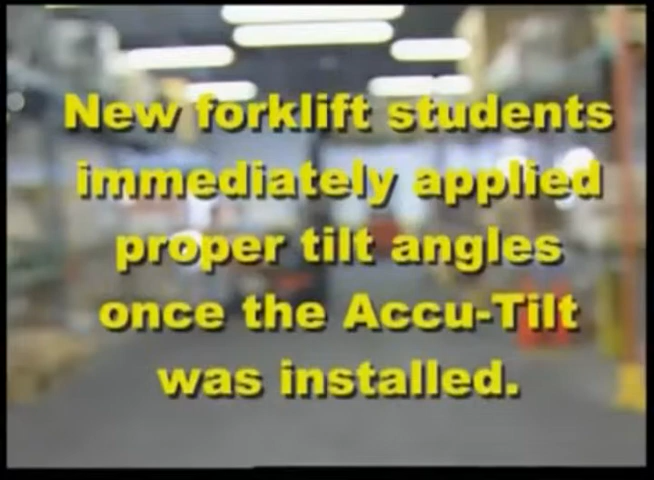 New forklift students
immediately applied
proper tilt angles
once the Accu-Tilt
was installed.